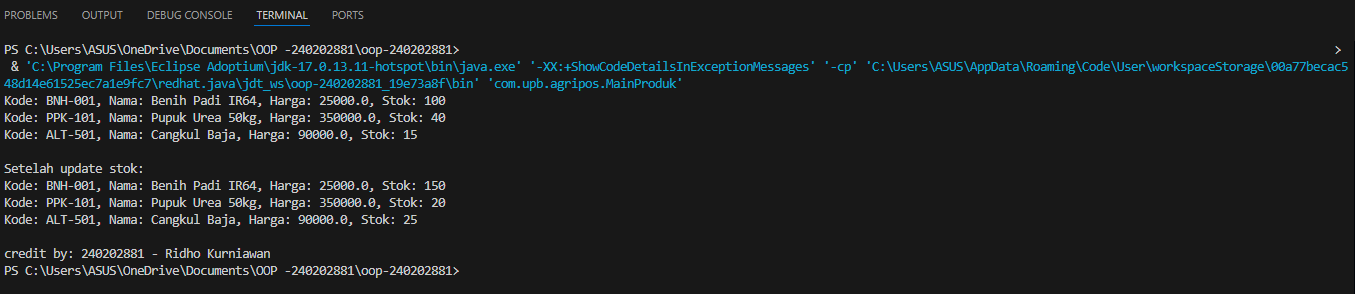 PROBLEMS OUTPUT DEBUG CONSOLE TERMINAL PORTS
PS C:\Users\ASUS\OneDrive\Documents\OOP -240202881\oop-240202881> >
& 'C:\Program Files\Eclipse Adoptium\jdk-17.0.13.11-hotspot\bin\java.exe' '-XX:+ShowCodeDetailsInExceptionMessages' '-cp' 'C:\Users\ASUS\AppData\Roaming\Code\User\workspaceStorage\00a77becac5
48d14e61525ec7a1e9fc7\redhat.java\jdt_ws\oop-240202881_19e73a8f\bin' 'com.upb.agripos.MainProduk'
Kode: BNH-001, Nama: Benih Padi IR64, Harga: 25000.0, Stok: 100
Kode: PPK-101, Nama: Pupuk Urea 50kg, Harga: 350000.0, Stok: 40
Kode: ALT-501, Nama: Cangkul Baja, Harga: 90000.0, Stok: 15
Setelah update stok:
Kode: BNH-001, Nama: Benih Padi IR64, Harga: 25000.0, Stok: 150
Kode: PPK-101, Nama: Pupuk Urea 50kg, Harga: 350000.0, Stok: 20
Kode: ALT-501, Nama: Cangkul Baja, Harga: 90000.0, Stok: 25
credit by: 240202881 - Ridho Kurniawan
PS C:\Users\ASUS\OneDrive\Documents\OOP -240202881\oop-240202881>